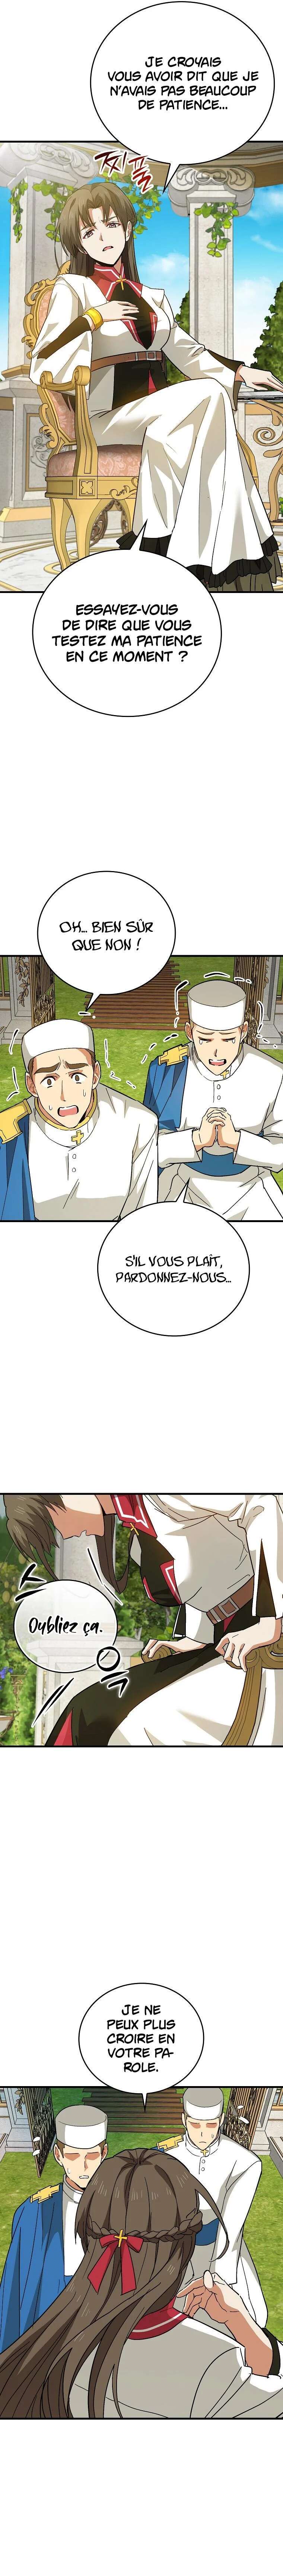 JE CROYAIS
VOUS AVOIR DIT QUE JE
N'AVAIS PAS BEAUCOUP
DE PATIENCE...
ESSAYEZ-VOUS
DE DIRE QUE VOUS
TESTEZ MA PATIENCE
EN CE MOMENT ?
OK... BIEN SÛR
QUE NON !
S'IL VOUS PLAÎT,
PARDONNEZ-NOUS...
Oubliez ça.
JE NE
PEUX PLUS
CROIRE EN
VOTRE PA-
ROLE.